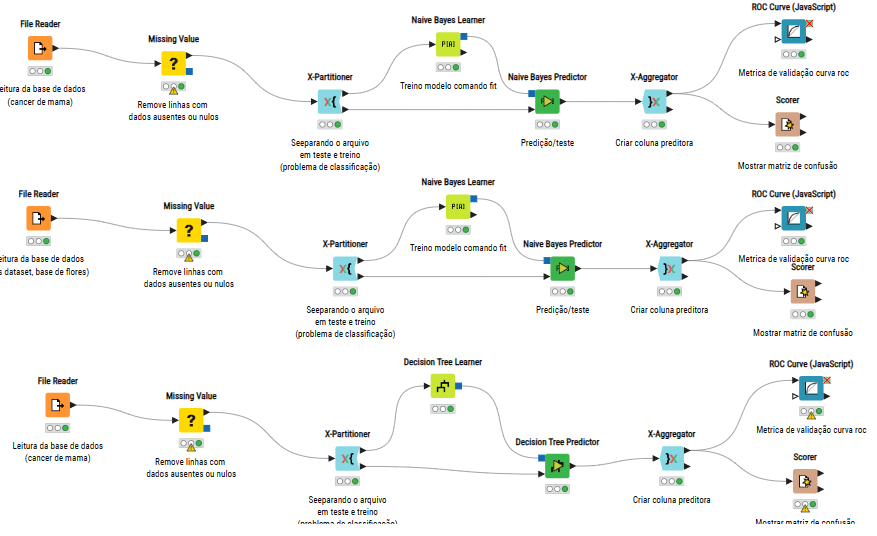 ROC Curve (JavaScript)
File Reader
Naive Bayes Learner
Missing Value
?
P(A)
X-Partitioner
Naive Bayes Predictor
X-Aggregator
Metrica de validação curva roc
eitura da base de dados
(cancer de mama)
Treino modelo comando fit
X{
}X
Scorer
Remove linhas com
dados ausentes ou nulos
Seeparando o arquivo
em teste e treino
(problema de classificação)
Predição/teste
Criar coluna preditora
Mostrar matriz de confusão
Naive Bayes Learner
File Reader
ROC Curve (JavaScript)
Missing Value
P(A)
?
X-Partitioner
Treino modelo comando fit
Naive Bayes Predictor
X-Aggregator
eitura da base de dados
s dataset, base de flores)
Metrica de validação curva roc
Remove linhas com
dados ausentes ou nulos
X{
}X
Scorer
Seeparando o arquivo
em teste e treino
(problema de classificação)
Predição/teste
Criar coluna preditora
Mostrar matriz de confusão
Decision Tree Learner
ROC Curve (JavaScript)
File Reader
Missing Value
?
X-Partitioner
Decision Tree Predictor
X-Aggregator
Metrica de validação curva roc
Leitura da base de dados
(cancer de mama)
X{
}X
Scorer
Remove linhas com
dados ausentes ou nulos
Seeparando o arquivo
em teste e treino
(problema de classificação)
Criar coluna preditora
Mostrar matriz de confusão